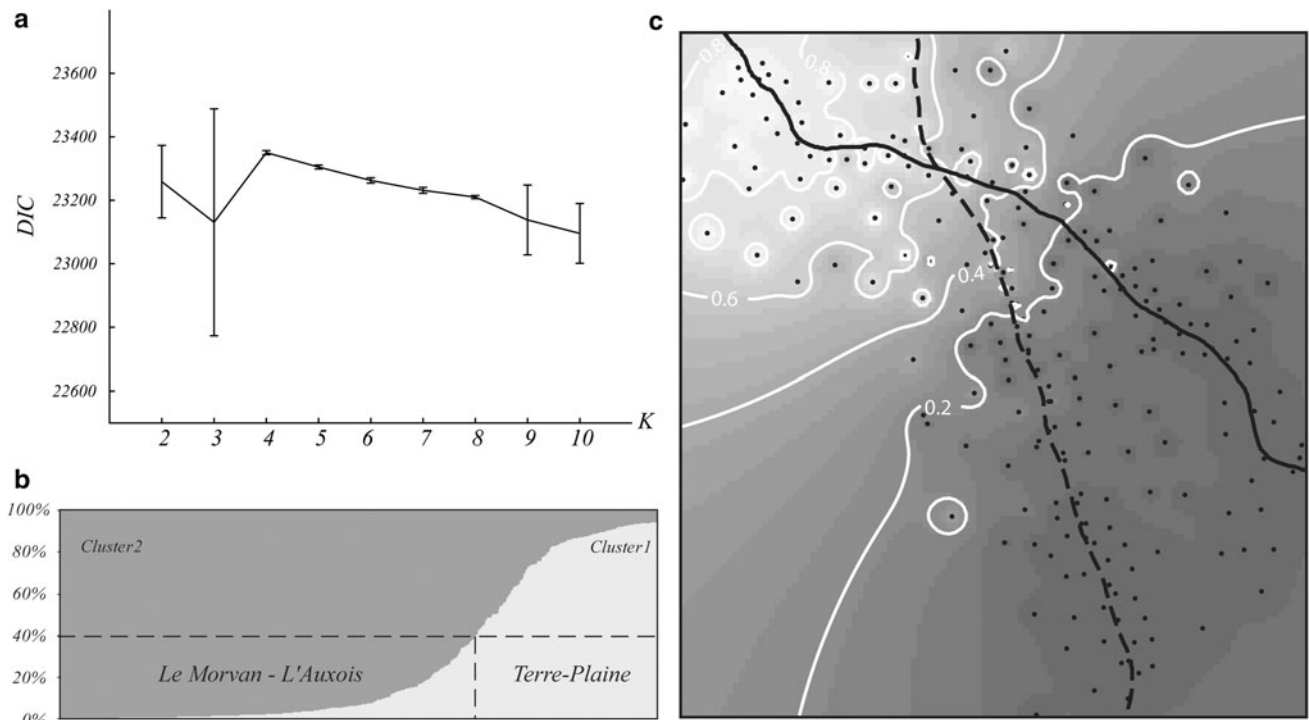 a
23600
23400
23200
23000
22800
22600
DIC
2 3 4 5 6 7 8 9 10
K
b
100%
80%
60%
40%
20%
0%
Cluster2
Cluster1
Le Morvan - L'Auxois
Terre-Plaine
c
0.8
0.8
0.6
0.4
0.2